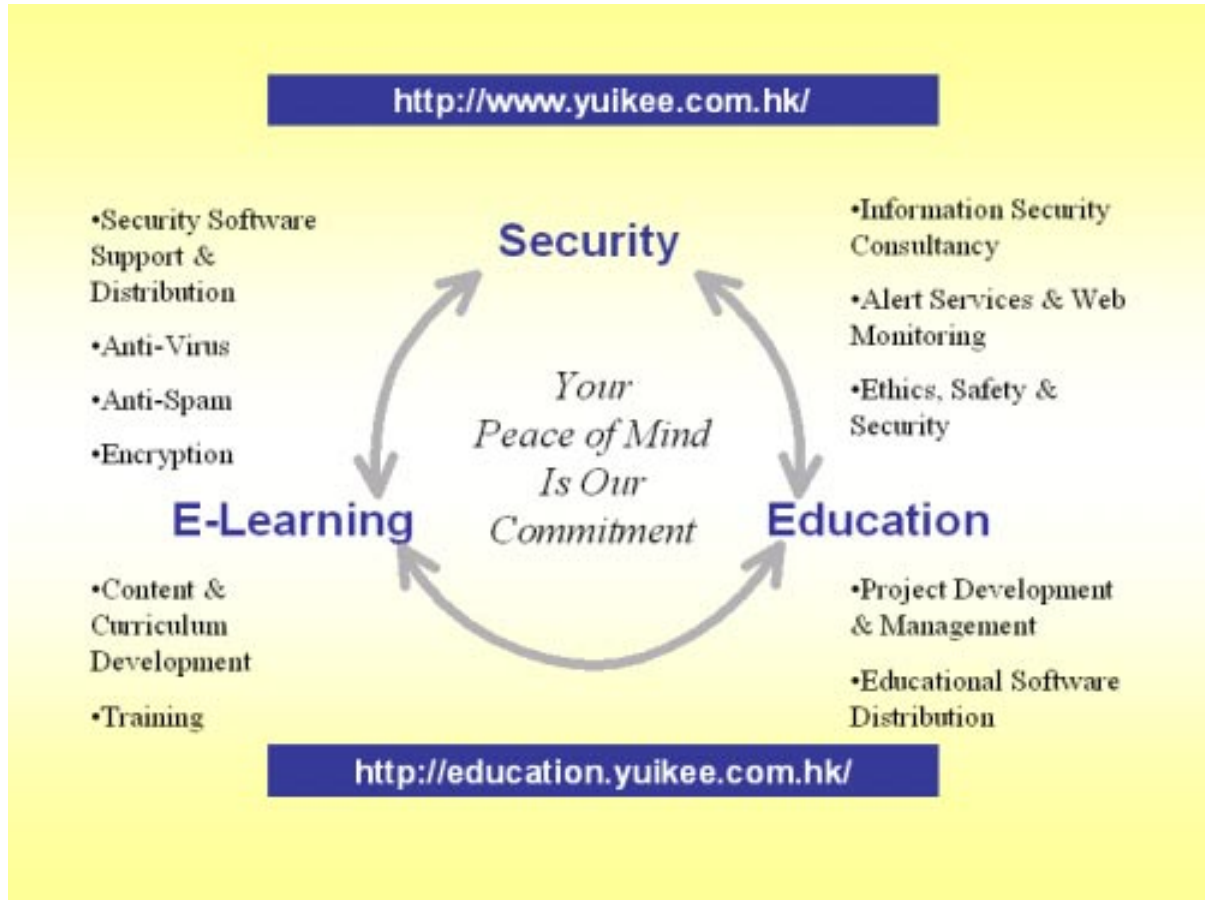 http://www.yuikee.com.hk/
•Security Software
Support &
Distribution
•Anti-Virus
•Anti-Spam
•Encryption
Security
•Information Security
Consultancy
•Alert Services & Web
Monitoring
•Ethics, Safety &
Security
Your
Peace of Mind
Is Our
Commitment
E-Learning
Education
•Content &
Curriculum
Development
•Training
•Project Development
& Management
•Educational Software
Distribution
http://education.yuikee.com.hk/